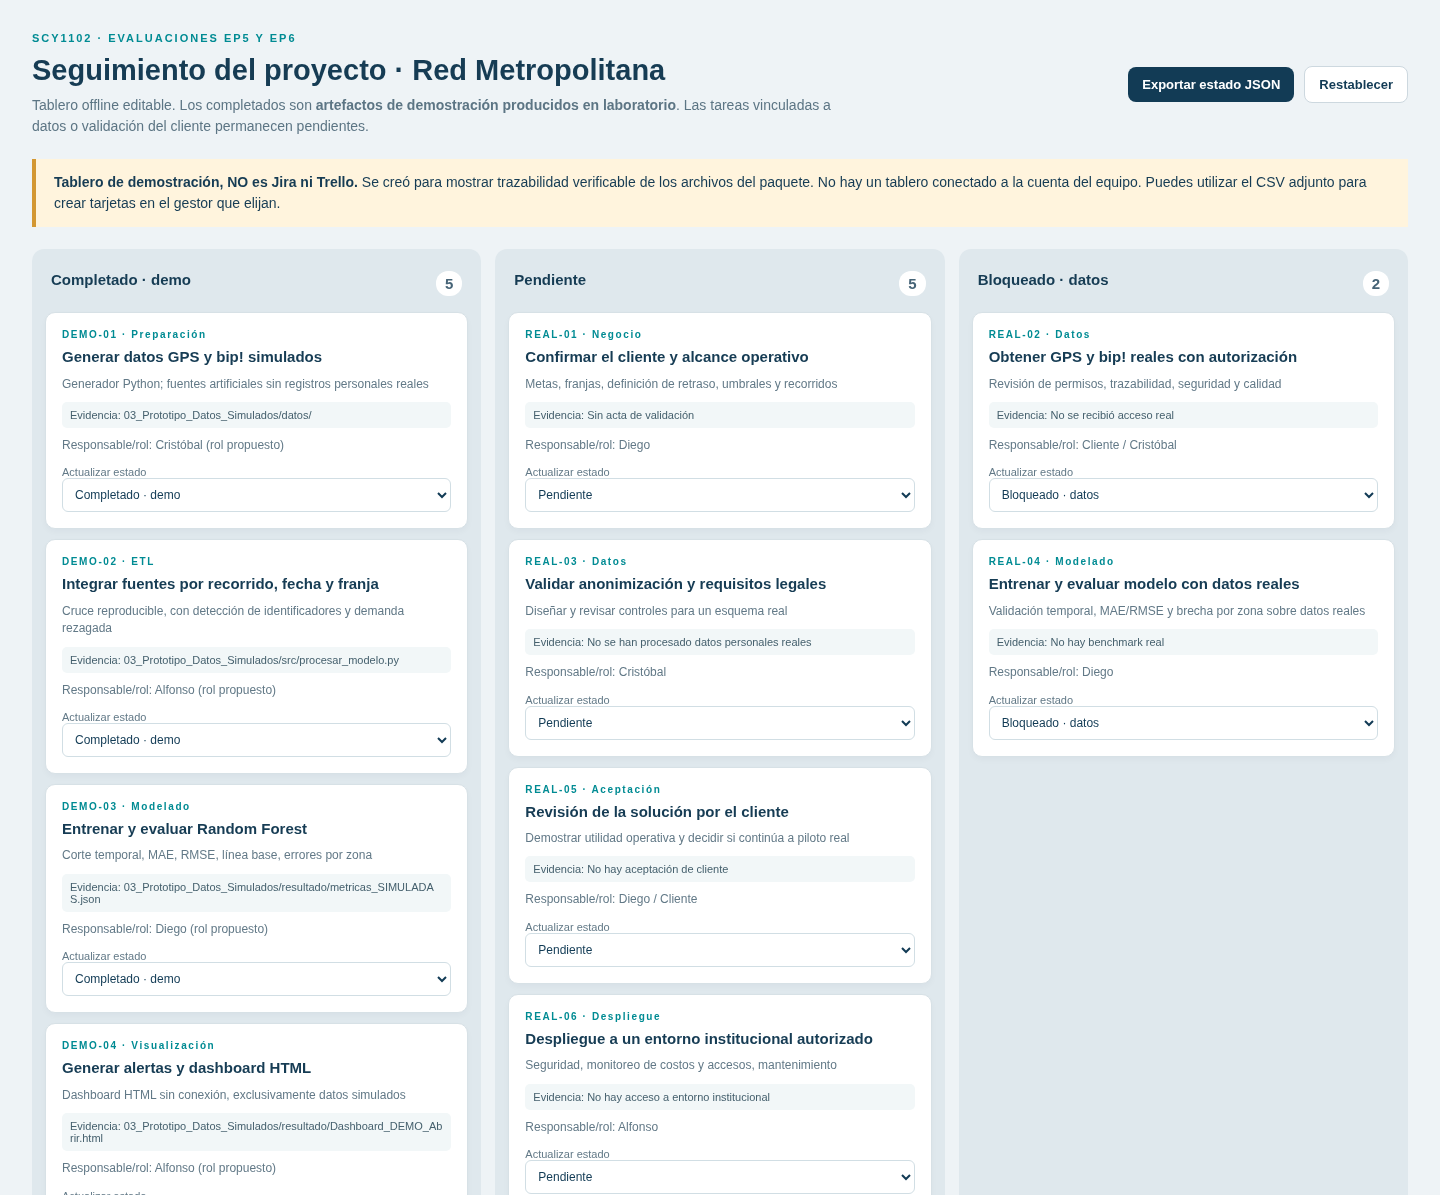 SCY1102 · EVALUACIONES EP5 Y EP6
Seguimiento del proyecto · Red Metropolitana
Tablero offline editable. Los completados son artefactos de demostración producidos en laboratorio. Las tareas vinculadas a
datos o validación del cliente permanecen pendientes.
Exportar estado JSON
Restablecer
Tablero de demostración, NO es Jira ni Trello. Se creó para mostrar trazabilidad verificable de los archivos del paquete. No hay un tablero conectado a la cuenta del equipo. Puedes utilizar el CSV adjunto para
crear tarjetas en el gestor que elijan.
Completado · demo
5
DEMO-01 · Preparación
Generar datos GPS y bip! simulados
Generador Python; fuentes artificiales sin registros personales reales
Evidencia: 03_Prototipo_Datos_Simulados/datos/
Responsable/rol: Cristóbal (rol propuesto)
Actualizar estado
Completado · demo
DEMO-02 · ETL
Integrar fuentes por recorrido, fecha y franja
Cruce reproducible, con detección de identificadores y demanda
rezagada
Evidencia: 03_Prototipo_Datos_Simulados/src/procesar_modelo.py
Responsable/rol: Alfonso (rol propuesto)
Actualizar estado
Completado · demo
DEMO-03 · Modelado
Entrenar y evaluar Random Forest
Corte temporal, MAE, RMSE, línea base, errores por zona
Evidencia: 03_Prototipo_Datos_Simulados/resultado/metricas_SIMULADA
S.json
Responsable/rol: Diego (rol propuesto)
Actualizar estado
Completado · demo
DEMO-04 · Visualización
Generar alertas y dashboard HTML
Dashboard HTML sin conexión, exclusivamente datos simulados
Evidencia: 03_Prototipo_Datos_Simulados/resultado/Dashboard_DEMO_Ab
rir.html
Responsable/rol: Alfonso (rol propuesto)
Actualizar estado
Pendiente
5
REAL-01 · Negocio
Confirmar el cliente y alcance operativo
Metas, franjas, definición de retraso, umbrales y recorridos
Evidencia: Sin acta de validación
Responsable/rol: Diego
Actualizar estado
Pendiente
REAL-03 · Datos
Validar anonimización y requisitos legales
Diseñar y revisar controles para un esquema real
Evidencia: No se han procesado datos personales reales
Responsable/rol: Cristóbal
Actualizar estado
Pendiente
REAL-05 · Aceptación
Revisión de la solución por el cliente
Demostrar utilidad operativa y decidir si continúa a piloto real
Evidencia: No hay aceptación de cliente
Responsable/rol: Diego / Cliente
Actualizar estado
Pendiente
REAL-06 · Despliegue
Despliegue a un entorno institucional autorizado
Seguridad, monitoreo de costos y accesos, mantenimiento
Evidencia: No hay acceso a entorno institucional
Responsable/rol: Alfonso
Actualizar estado
Pendiente
Bloqueado · datos
2
REAL-02 · Datos
Obtener GPS y bip! reales con autorización
Revisión de permisos, trazabilidad, seguridad y calidad
Evidencia: No se recibió acceso real
Responsable/rol: Cliente / Cristóbal
Actualizar estado
Bloqueado · datos
REAL-04 · Modelado
Entrenar y evaluar modelo con datos reales
Validación temporal, MAE/RMSE y brecha por zona sobre datos reales
Evidencia: No hay benchmark real
Responsable/rol: Diego
Actualizar estado
Bloqueado · datos